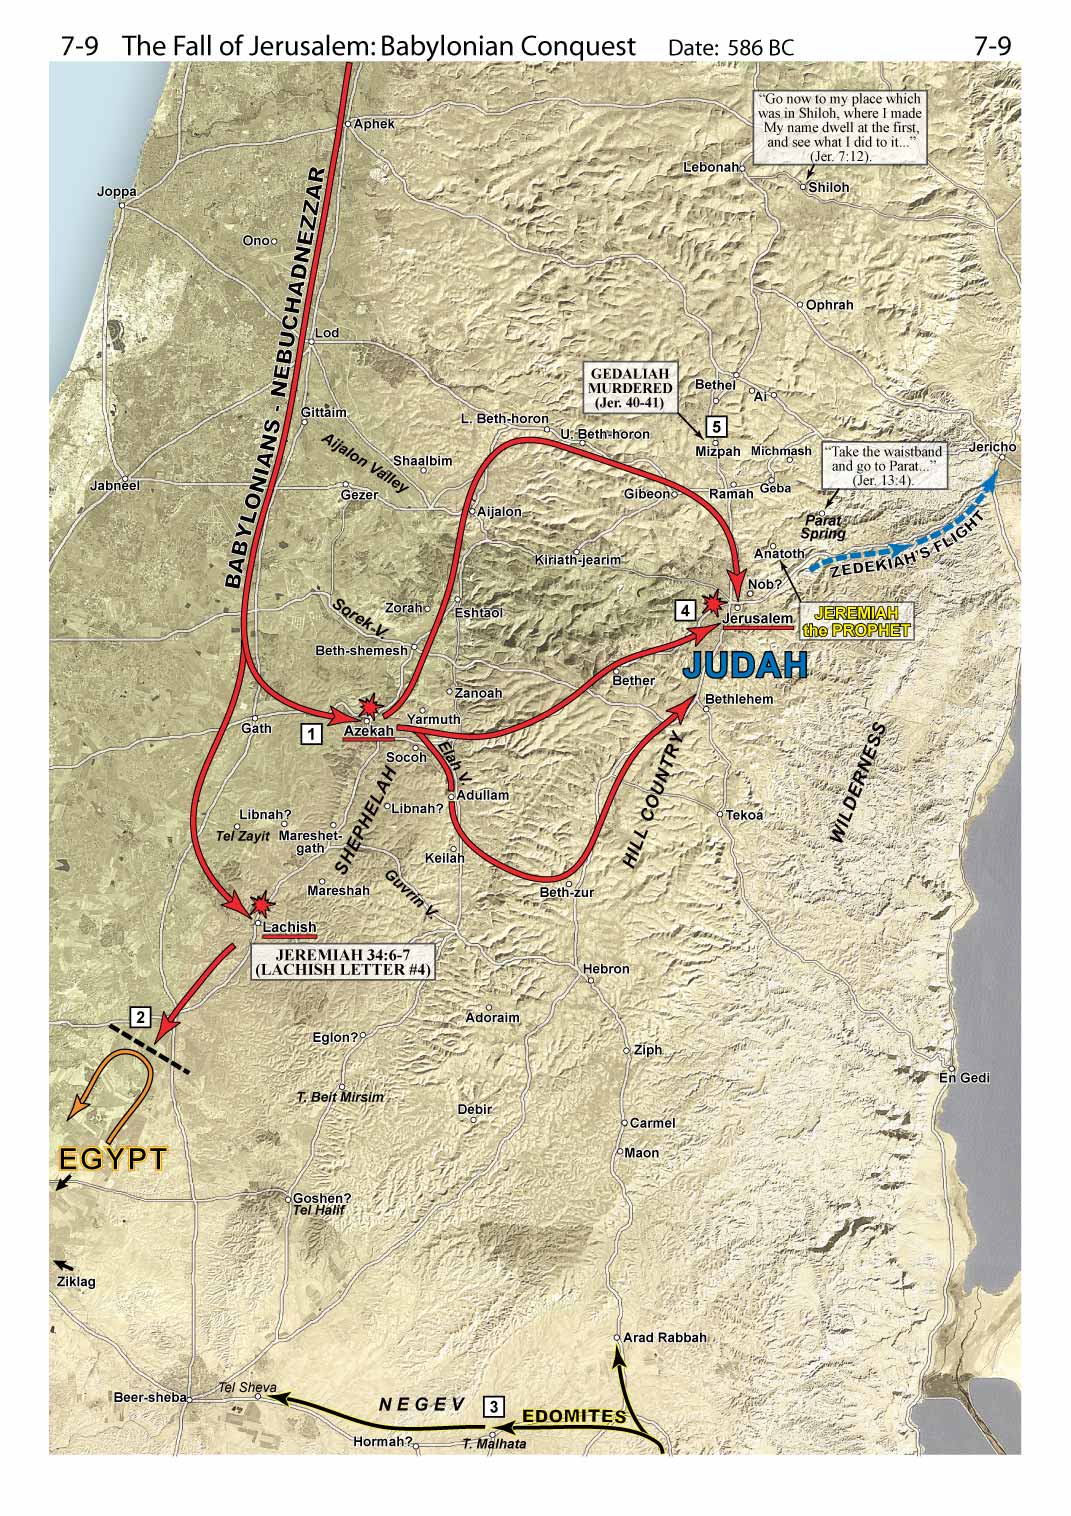 7-9 The Fall of Jerusalem: Babylonian Conquest Date: 586 BC 7-9
"Go now to my place which
was in Shiloh, where I made
My name dwell at the first,
and see what I did to it..."
(Jer. 7:12).
Aphek
Lebonah
Shiloh
Joppa
Ono
BABYLONIANS - NEBUCHADNEZZAR
Ophrah
Lod
GEDALIAH
MURDERED
(Jer. 40-41)
Bethel
Ai
Gittaim
L. Beth-horon
U. Beth-horon
5
Mizpah
Michmash
"Take the waistband
and go to Parat..."
(Jer. 13:4).
Jericho
Aijalon Valley
Shaalbim
Jabneel
Gezer
Gibeon
Ramah
Geba
Aijalon
Parat
Spring
ZEDEKIAH'S FLIGHT
Kiriath-jearim
Anatoth
Nob?
Sorek V.
Zorah
Eshtaol
4
Jerusalem
JEREMIAH
the PROPHET
Beth-shemesh
JUDAH
Bether
Zanoah
Bethlehem
Gath
1
Azekah
Yarmuth
Socoh
Elah V.
HILL COUNTRY
WILDERNESS
SHEPHELAH
Adullam
Libnah?
Libnah?
Tel Zayit
Mareshet-
gath
Tekoa
Keilah
Mareshah
Guvrin V.
Beth-zur
Lachish
JEREMIAH 34:6-7
(LACHISH LETTER #4)
Hebron
2
Adoraim
Eglon?
Ziph
En Gedi
T. Beit Mirsim
Debir
Carmel
EGYPT
Maon
Goshen?
Tel Halif
Ziklag
Arad Rabbah
Beer-sheba
Tel Sheva
NEGEV
3
EDOMITES
Hormah?
T. Malhata